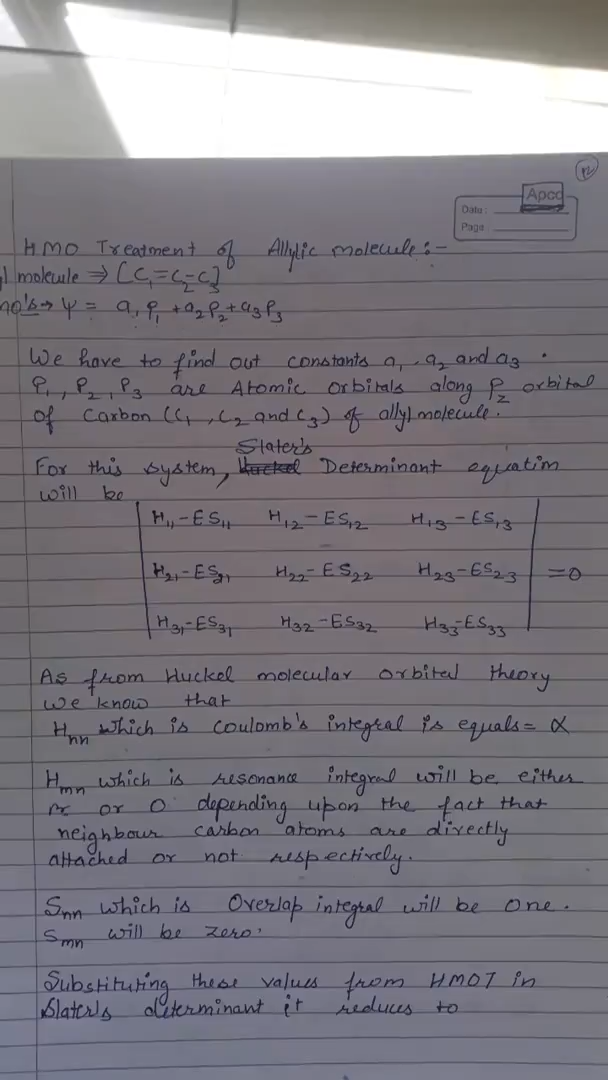 P2
Apco
Date:
Page
HMO Treatment of Allylic molecule:-
molecule ⇒ [C₁=C₂-C₃]
mo's→ ψ = a₁P₁ + a₂P₂ + a₃P₃
We have to find out constants a₁, a₂ and a₃.
P₁, P₂, P₃ are Atomic Orbitals along P_z orbital
of Carbon (C₁, C₂ and C₃) of allyl molecule.
Slater's
For this system, Determinant equation
will be
H₁₁-ES₁₁ H₁₂-ES₁₂ H₁₃-ES₁₃
H₂₁-ES₂₁ H₂₂-ES₂₂ H₂₃-ES₂₃ =0
H₃₁-ES₃₁ H₃₂-ES₃₂ H₃₃-ES₃₃
As from Huckel molecular orbital theory
we know that
Hnn which is coulomb's integral is equals = α
Hmn which is resonance integral will be either
or 0 depending upon the fact that
neighbour carbon atoms are directly
attached or not respectively.
Snn which is Overlap integral will be one.
Smn will be zero.
Substituting these values from HMOT in
Slater's determinant it reduces to